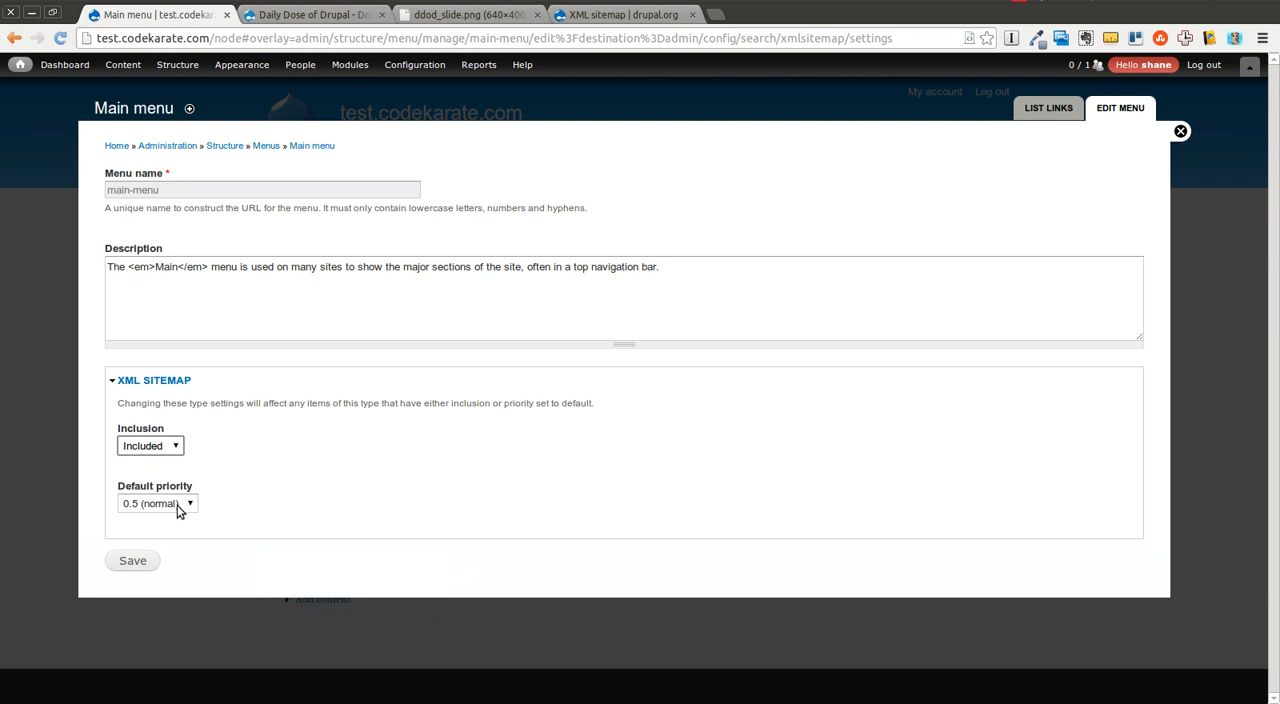 Main menu | test.codekar
Daily Dose of Drupal - Dr
ddod_slide.png (640×400
XML sitemap | drupal.org
test.codekarate.com/node#overlay=admin/structure/menu/manage/main-menu/edit%3Fdestination%3Dadmin/config/search/xmlsitemap/settings
Dashboard Content Structure Appearance People Modules Configuration Reports Help 0 / 1 Hello shane Log out
My account Log out
Main menu
test.codekarate.com
LIST LINKS EDIT MENU
Home » Administration » Structure » Menus » Main menu
Menu name *
main-menu
A unique name to construct the URL for the menu. It must only contain lowercase letters, numbers and hyphens.
Description
The <em>Main</em> menu is used on many sites to show the major sections of the site, often in a top navigation bar.
XML SITEMAP
Changing these type settings will affect any items of this type that have either inclusion or priority set to default.
Inclusion
Included
Default priority
0.5 (normal)
Save
Add content